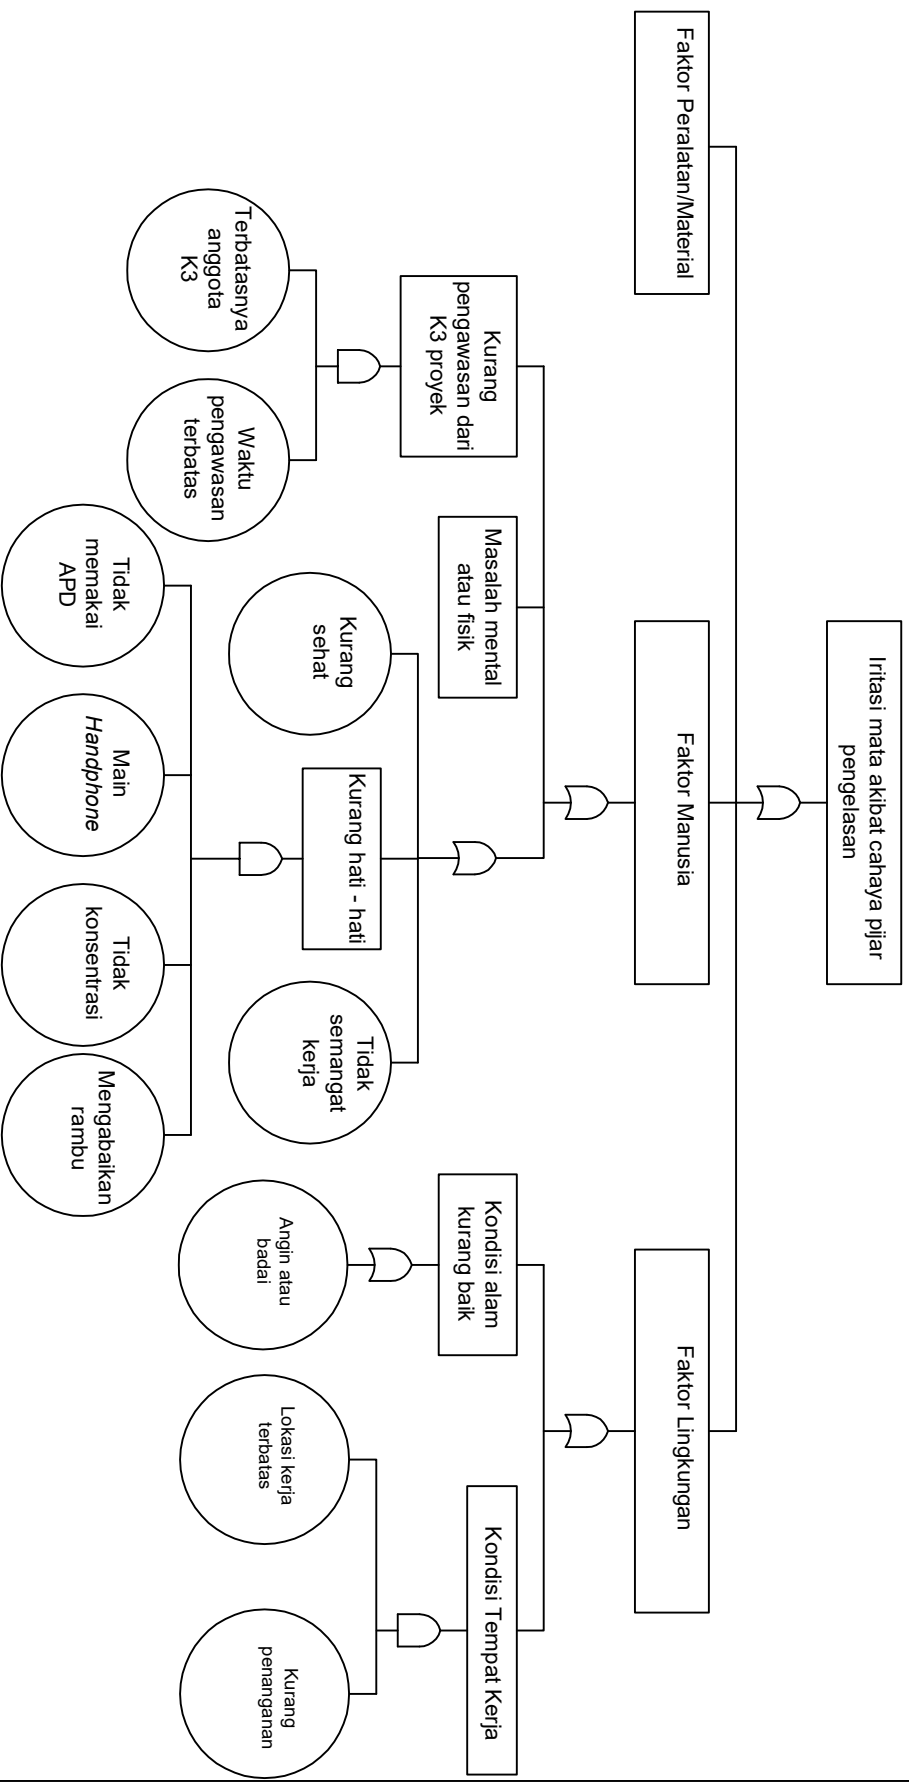 Iritasi mata akibat cahaya pijar
pengelasan
Faktor Peralatan/Material
Faktor Manusia
Faktor Lingkungan
Kurang
pengawasan dari
K3 proyek
Masalah mental
atau fisik
Kondisi alam
kurang baik
Kondisi Tempat Kerja
Terbatasnya
anggota
K3
Waktu
pengawasan
terbatas
Kurang
sehat
Kurang hati - hati
Tidak
semangat
kerja
Angin atau
badai
Lokasi kerja
terbatas
Kurang
penanganan
Tidak
memakai
APD
Main
Handphone
Tidak
konsentrasi
Mengabaikan
rambu